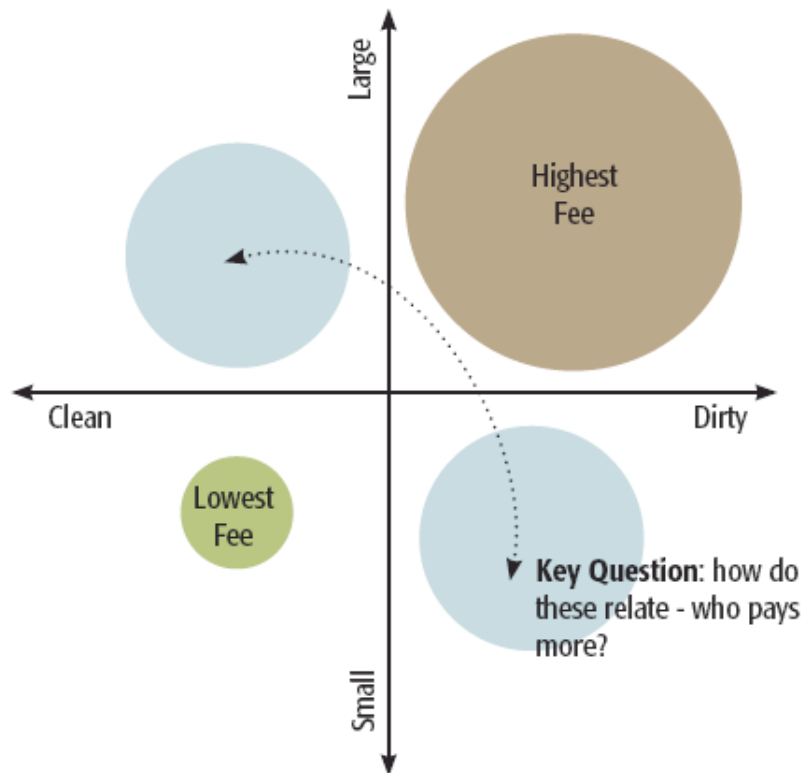 Large
Highest
Fee
Clean
Dirty
Lowest
Fee
Key Question: how do
these relate - who pays
more?
Small